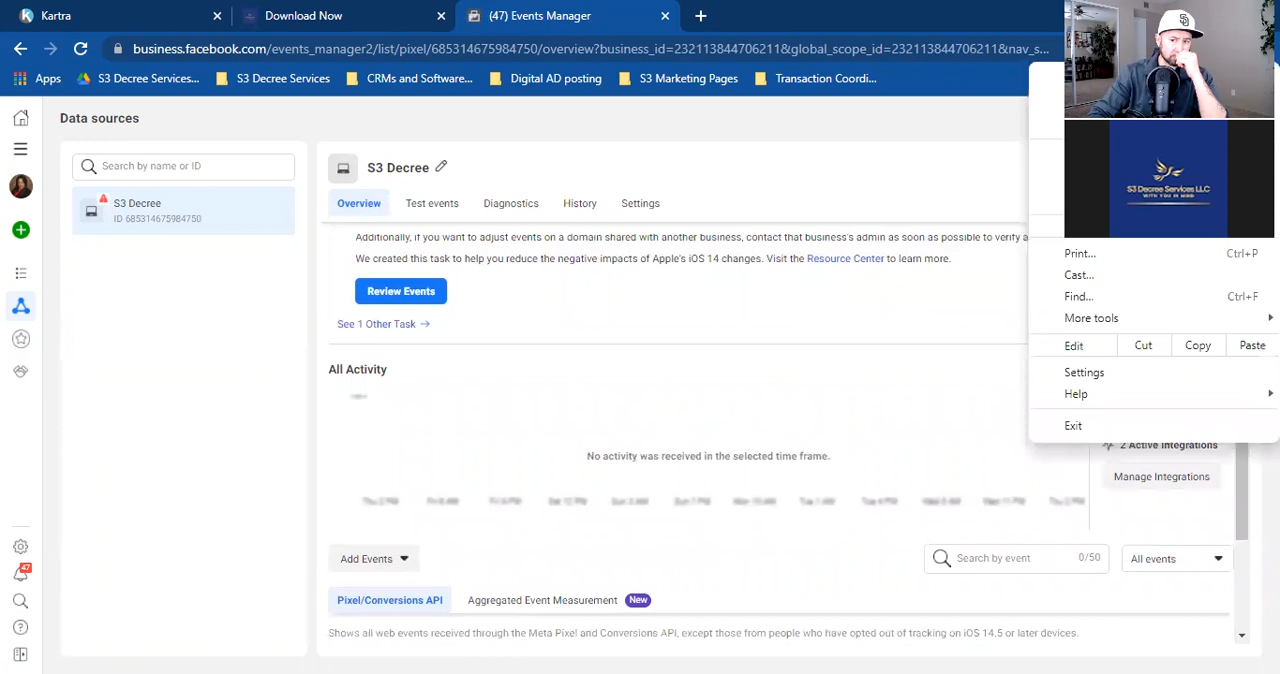 Kartra
Download Now
(47) Events Manager
business.facebook.com/events_manager2/list/pixel/685314675984750/overview?business_id=232113844706211&global_scope_id=232113844706211&nav_s...
Apps
S3 Decree Services...
S3 Decree Services
CRMs and Software...
Digital AD posting
S3 Marketing Pages
Transaction Coordi...
Data sources
Search by name or ID
S3 Decree
ID 685314675984750
S3 Decree
Overview
Test events
Diagnostics
History
Settings
Additionally, if you want to adjust events on a domain shared with another business, contact that business's admin as soon as possible to verify a
We created this task to help you reduce the negative impacts of Apple's iOS 14 changes. Visit the Resource Center to learn more.
Review Events
See 1 Other Task
All Activity
No activity was received in the selected time frame.
2 Active Integrations
Manage Integrations
Add Events
Search by event
0/50
All events
Pixel/Conversions API
Aggregated Event Measurement
New
Shows all web events received through the Meta Pixel and Conversions API, except those from people who have opted out of tracking on iOS 14.5 or later devices.
47
S3 Decree Services LLC
WITH YOU IN MIND
Print...
Ctrl+P
Cast...
Find...
Ctrl+F
More tools
Edit
Cut
Copy
Paste
Settings
Help
Exit